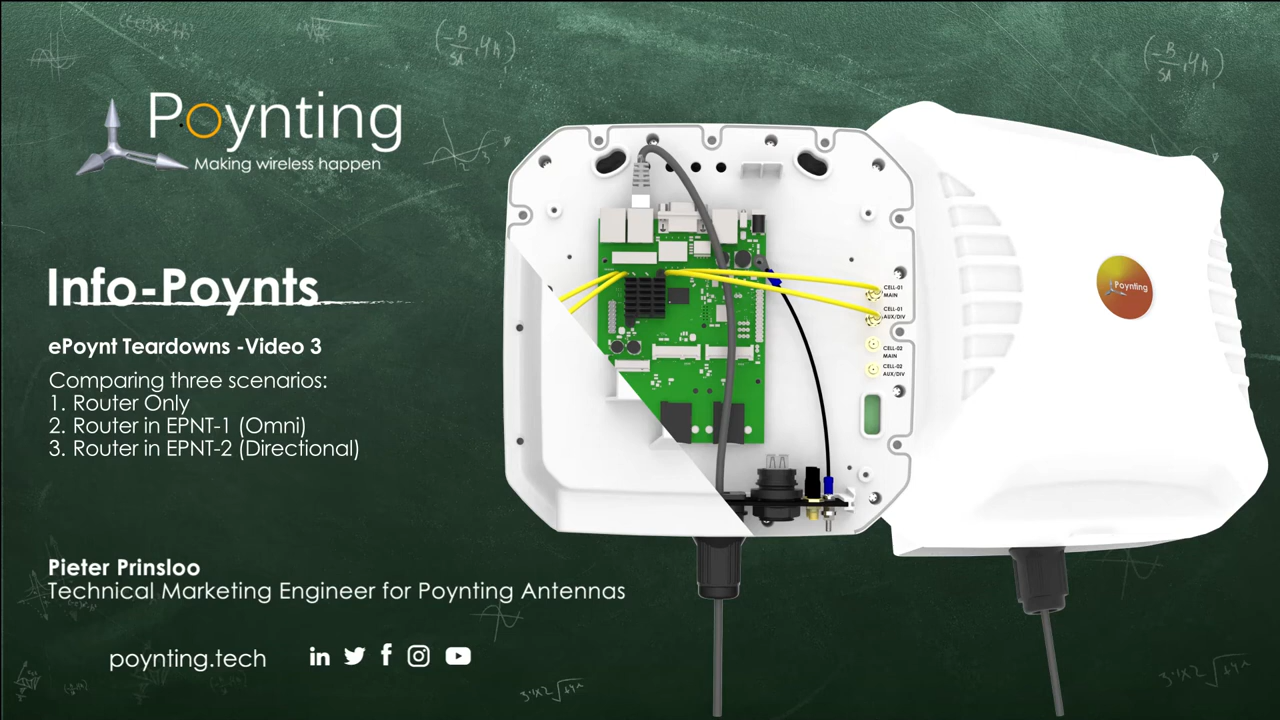 Poynting
Making wireless happen
Info-Poynts
ePoynt Teardowns -Video 3
Comparing three scenarios:
1. Router Only
2. Router in EPNT-1 (Omni)
3. Router in EPNT-2 (Directional)
Pieter Prinsloo
Technical Marketing Engineer for Poynting Antennas
poynting.tech
CELL-01
MAIN
CELL-01
AUX/DIV
CELL-02
MAIN
CELL-02
AUX/DIV
Poynting